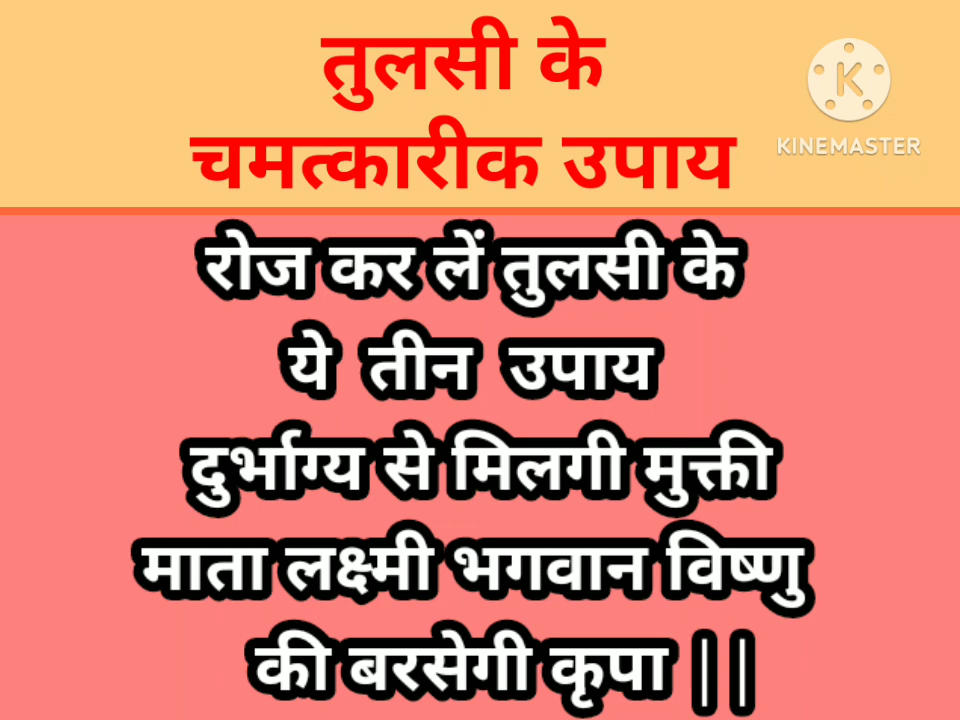 तुलसी के
चमत्कारीक उपाय
KINEMASTER
रोज कर लें तुलसी के
ये तीन उपाय
दुर्भाग्य से मिलगी मुक्ती
माता लक्ष्मी भगवान विष्णु
की बरसेगी कृपा ||